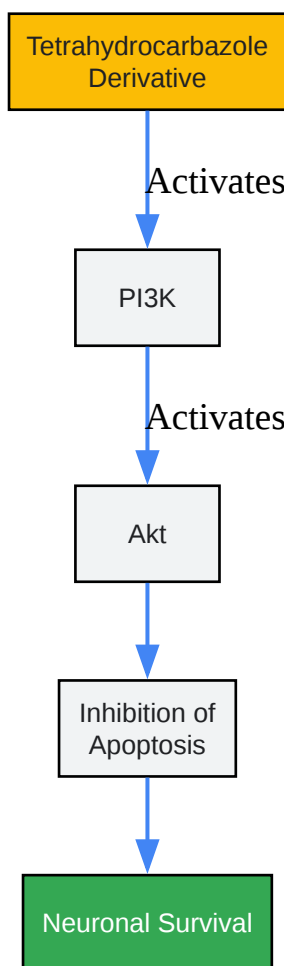 Tetrahydrocarbazole
Derivative
Activates
PI3K
Activates
Akt
Inhibition of
Apoptosis
Neuronal Survival